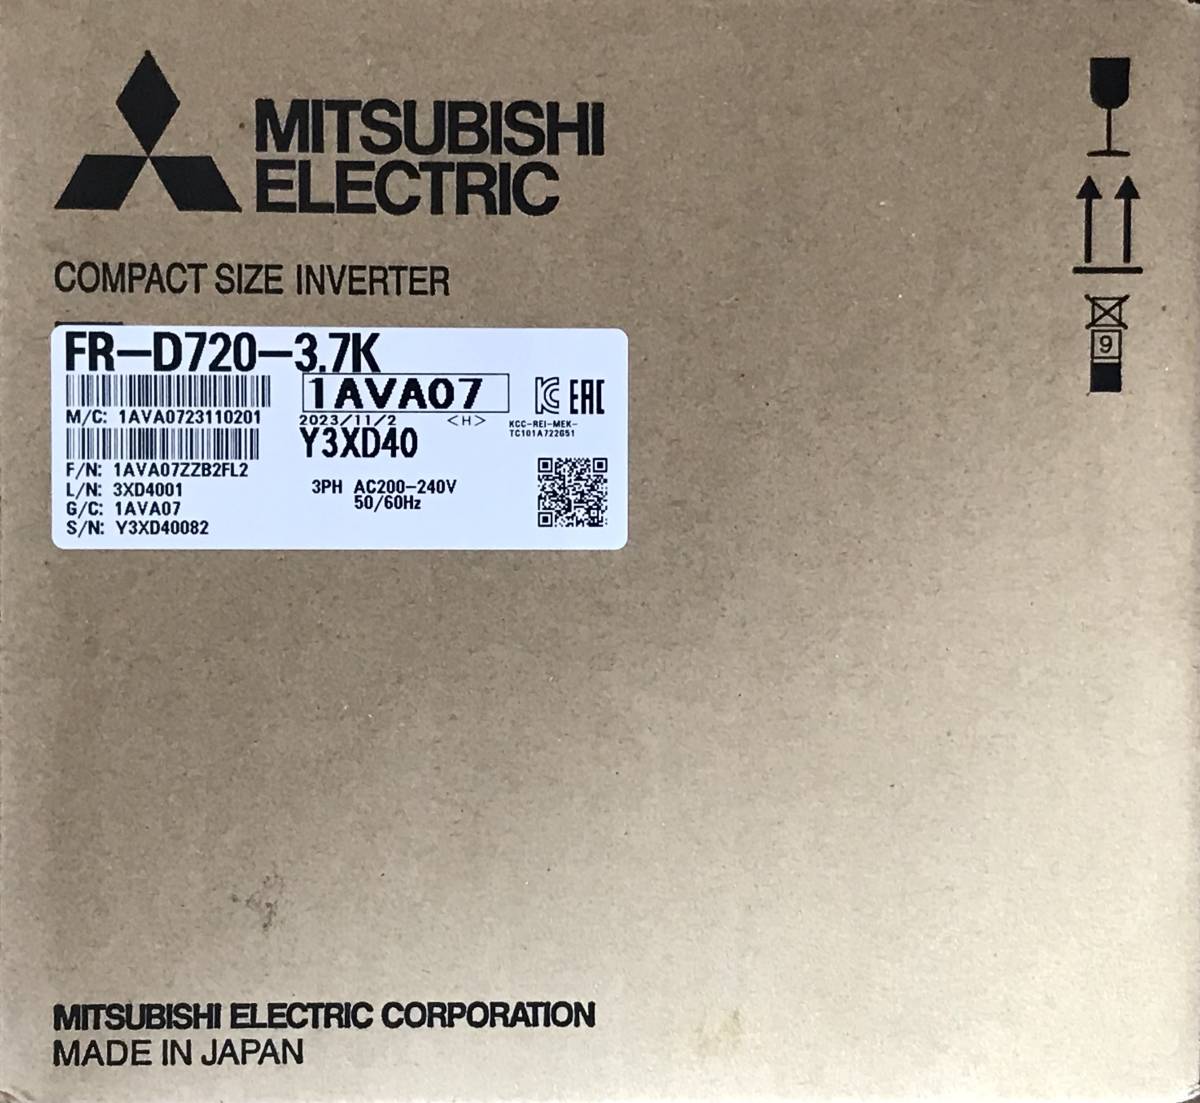 MITSUBISHI
ELECTRIC
COMPACT SIZE INVERTER
FR-D720-3.7K
1AVA07
M/C: 1AVA0723110201
2023/11/2 <H>
KCC-REI-MEK-
TC101A722G51
Y3XD40
F/N: 1AVA07ZZB2FL2
L/N: 3XD4001
G/C: 1AVA07
S/N: Y3XD40082
3PH AC200-240V
50/60Hz
EAC
9
MITSUBISHI ELECTRIC CORPORATION
MADE IN JAPAN